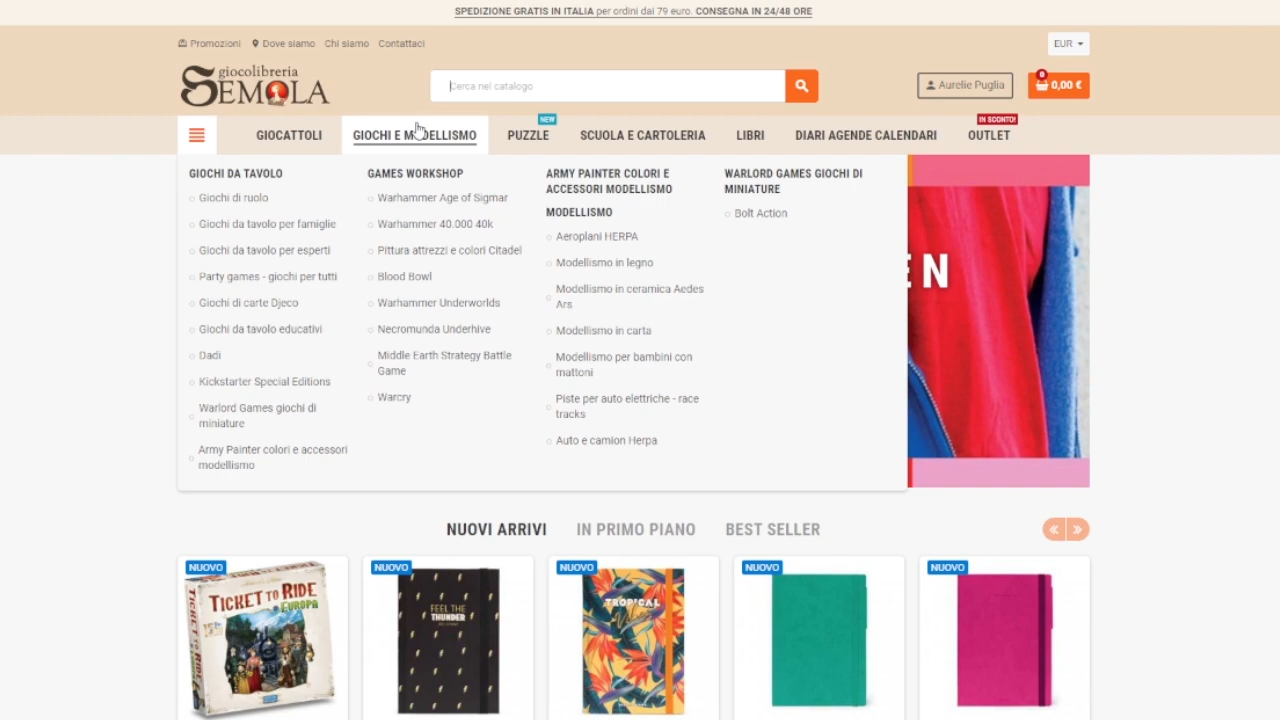 SPEDIZIONE GRATIS IN ITALIA per ordini dai 79 euro. CONSEGNA IN 24/48 ORE
Promozioni Dove siamo Chi siamo Contattaci
EUR
giocolibreria
SEMOLA
Cerca nel catalogo
Aurelie Puglia
0
0,00 €
GIOCATTOLI
GIOCHI E MODELLISMO
PUZZLE
NEW
SCUOLA E CARTOLERIA
LIBRI
DIARI AGENDE CALENDARI
OUTLET
IN SCONTO!
GIOCHI DA TAVOLO
Giochi di ruolo
Giochi da tavolo per famiglie
Giochi da tavolo per esperti
Party games - giochi per tutti
Giochi di carte Djeco
Giochi da tavolo educativi
Dadi
Kickstarter Special Editions
Warlord Games giochi di
miniature
Army Painter colori e accessori
modellismo
GAMES WORKSHOP
Warhammer Age of Sigmar
Warhammer 40.000 40k
Pittura attrezzi e colori Citadel
Blood Bowl
Warhammer Underworlds
Necromunda Underhive
Middle Earth Strategy Battle
Game
Warcry
ARMY PAINTER COLORI E
ACCESSORI MODELLISMO
MODELLISMO
Aeroplani HERPA
Modellismo in legno
Modellismo in ceramica Aedes
Ars
Modellismo in carta
Modellismo per bambini con
mattoni
Piste per auto elettriche - race
tracks
Auto e camion Herpa
WARLORD GAMES GIOCHI DI
MINIATURE
Bolt Action
EN
NUOVI ARRIVI
IN PRIMO PIANO
BEST SELLER
NUOVO
TICKET TO RIDE
EUROPA
NUOVO
FEEL THE
THUNDER
NUOVO
TROPICAL
NUOVO
NUOVO